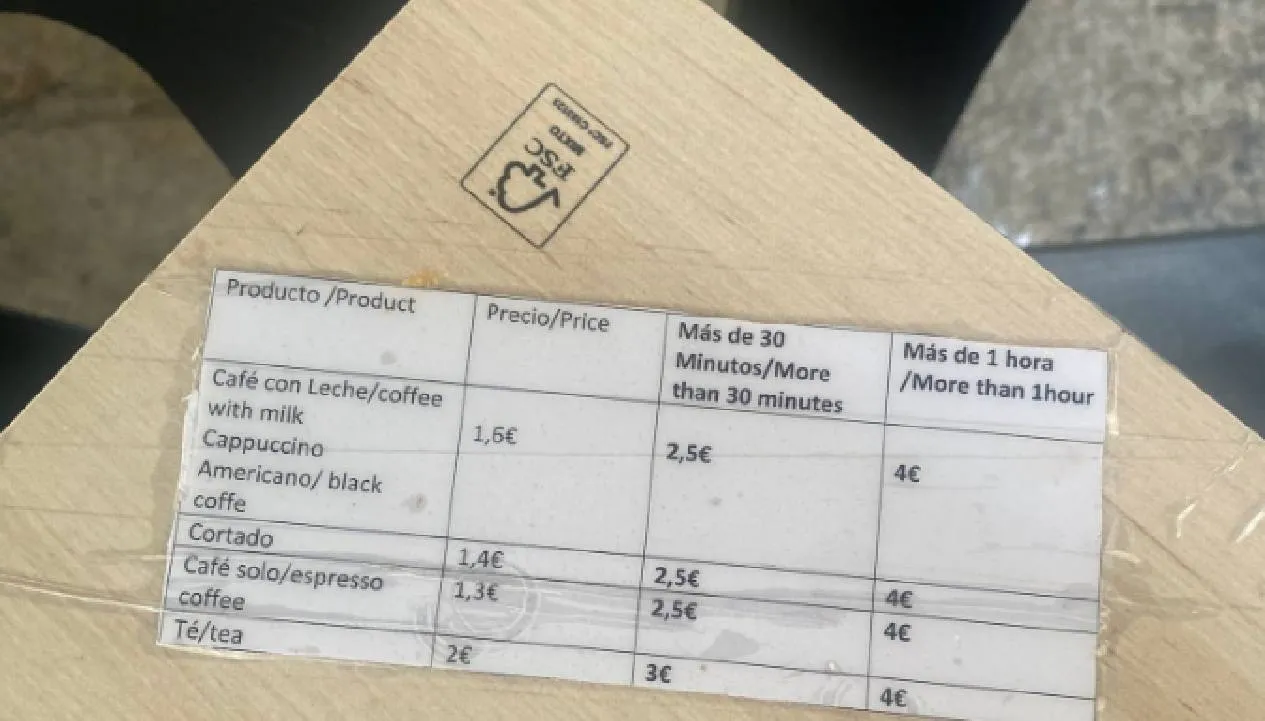 FSC
MIXTO
Producto /Product
Precio/Price
Más de 30
Minutos/More
than 30 minutes
Más de 1 hora
/More than 1hour
Café con Leche/coffee
with milk
Cappuccino
Americano/ black
coffe
1,6€
2,5€
4€
Cortado
1,4€
2,5€
4€
Café solo/espresso
coffee
1,3€
2,5€
4€
Té/tea
2€
3€
4€